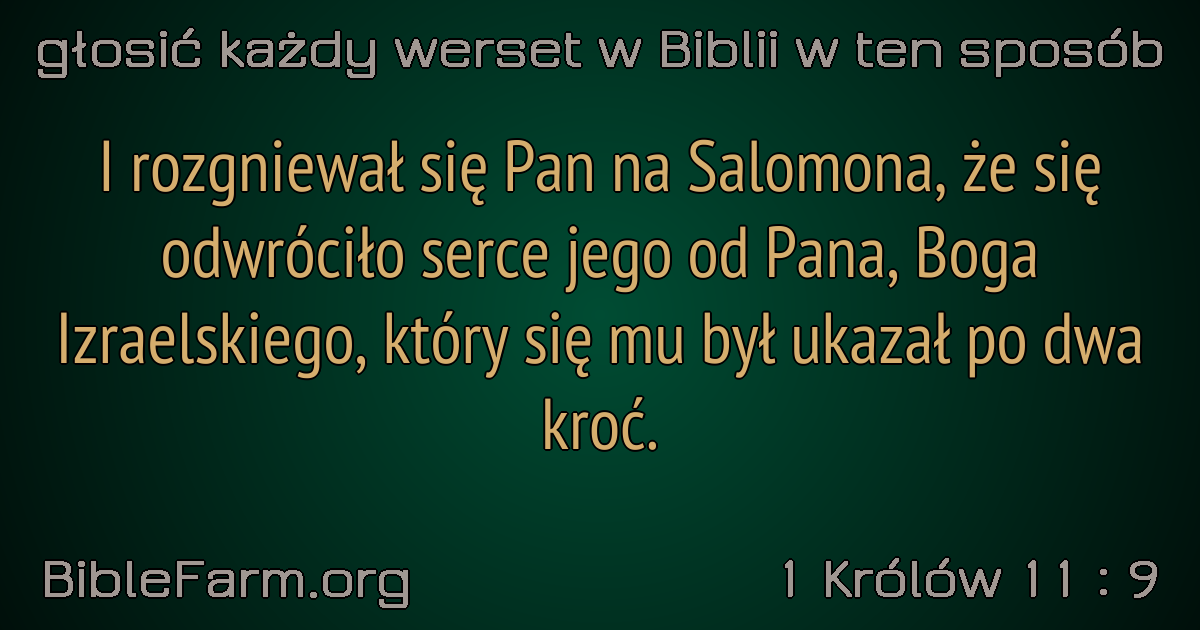 głosić każdy werset w Biblii w ten sposób
I rozgniewał się Pan na Salomona, że się
odwróciło serce jego od Pana, Boga
Izraelskiego, który się mu był ukazał po dwa
kroć.
BibleFarm.org
1 Królów 11 : 9